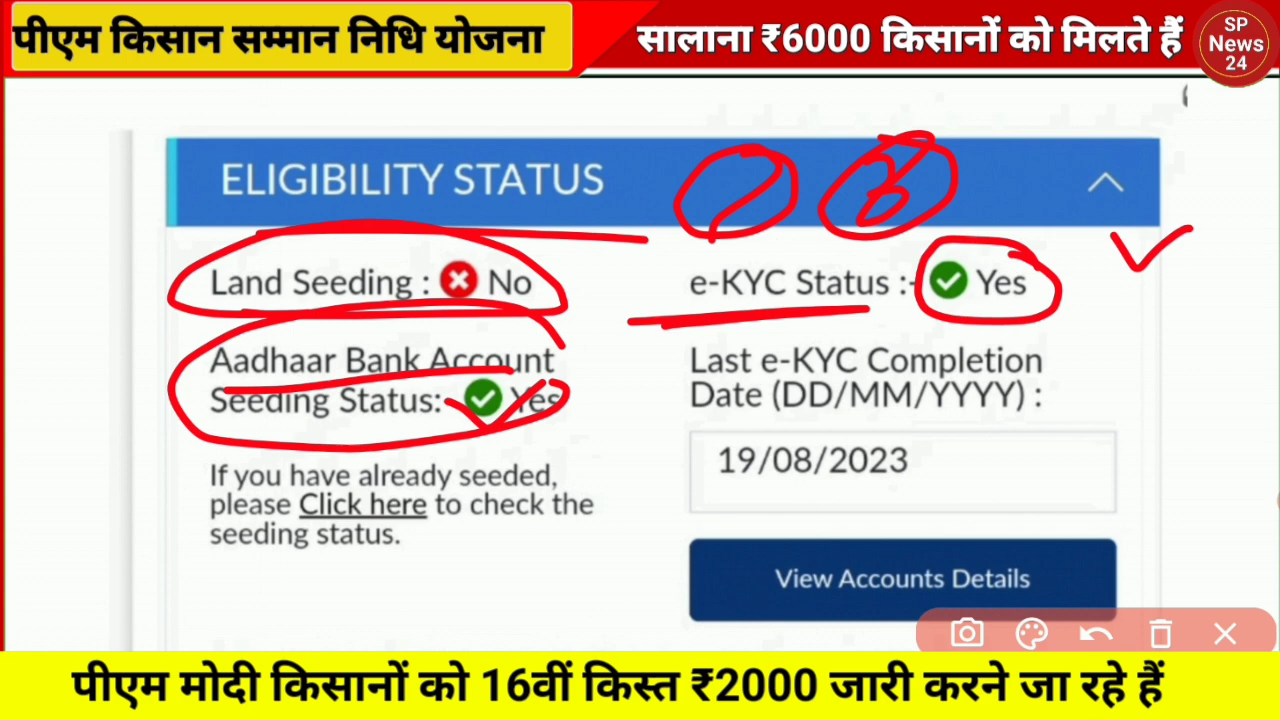 पीएम किसान सम्मान निधि योजना
सालाना ₹6000 किसानों को मिलते हैं
SP
News
24
ELIGIBILITY STATUS
Land Seeding : No
e-KYC Status :- Yes
Aadhaar Bank Account
Seeding Status: Yes
Last e-KYC Completion
Date (DD/MM/YYYY) :
19/08/2023
If you have already seeded,
please Click here to check the
seeding status.
View Accounts Details
पीएम मोदी किसानों को 16वीं किस्त ₹2000 जारी करने जा रहे हैं